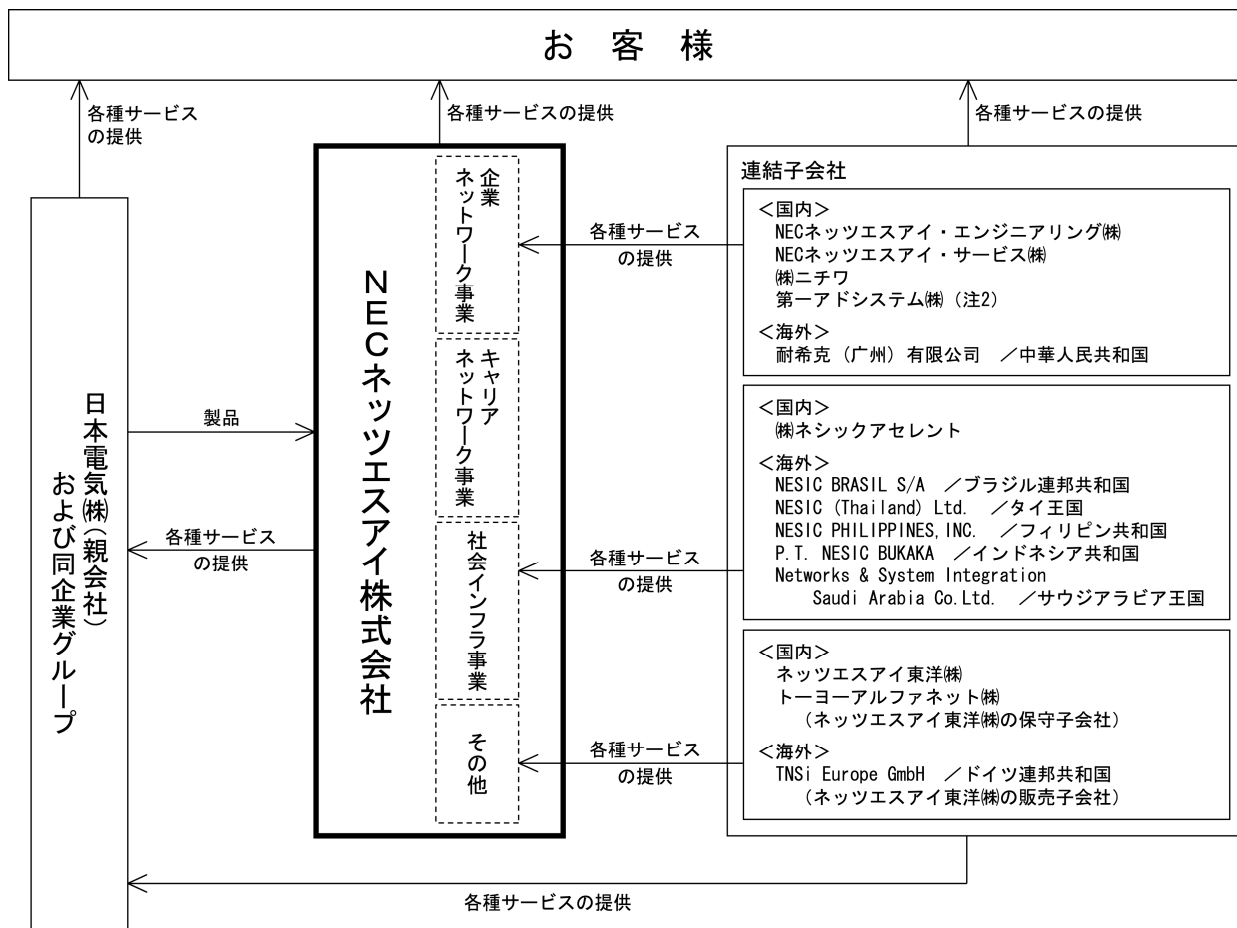 お 客 様
各種サービス
の提供
各種サービスの提供
各種サービスの提供
日本電気㈱(親会社)
および同企業グループ
製品
各種サービス
の提供
NECネッツエスアイ株式会社
企業
ネットワーク事業
キャリア
ネットワーク事業
社会インフラ事業
その他
各種サービス
の提供
各種サービス
の提供
各種サービス
の提供
連結子会社
<国内>
NECネッツエスアイ・エンジニアリング㈱
NECネッツエスアイ・サービス㈱
㈱ニチワ
第一アドシステム㈱（注2）
<海外>
耐希克（广州）有限公司 ／中華人民共和国
<国内>
㈱ネシックアセレント
<海外>
NESIC BRASIL S/A ／ブラジル連邦共和国
NESIC (Thailand) Ltd. ／タイ王国
NESIC PHILIPPINES, INC. ／フィリピン共和国
P.T. NESIC BUKAKA ／インドネシア共和国
Networks & System Integration
Saudi Arabia Co.Ltd. ／サウジアラビア王国
<国内>
ネッツエスアイ東洋㈱
トーヨーアルファネット㈱
（ネッツエスアイ東洋㈱の保守子会社）
<海外>
TNSi Europe GmbH ／ドイツ連邦共和国
（ネッツエスアイ東洋㈱の販売子会社）
各種サービスの提供